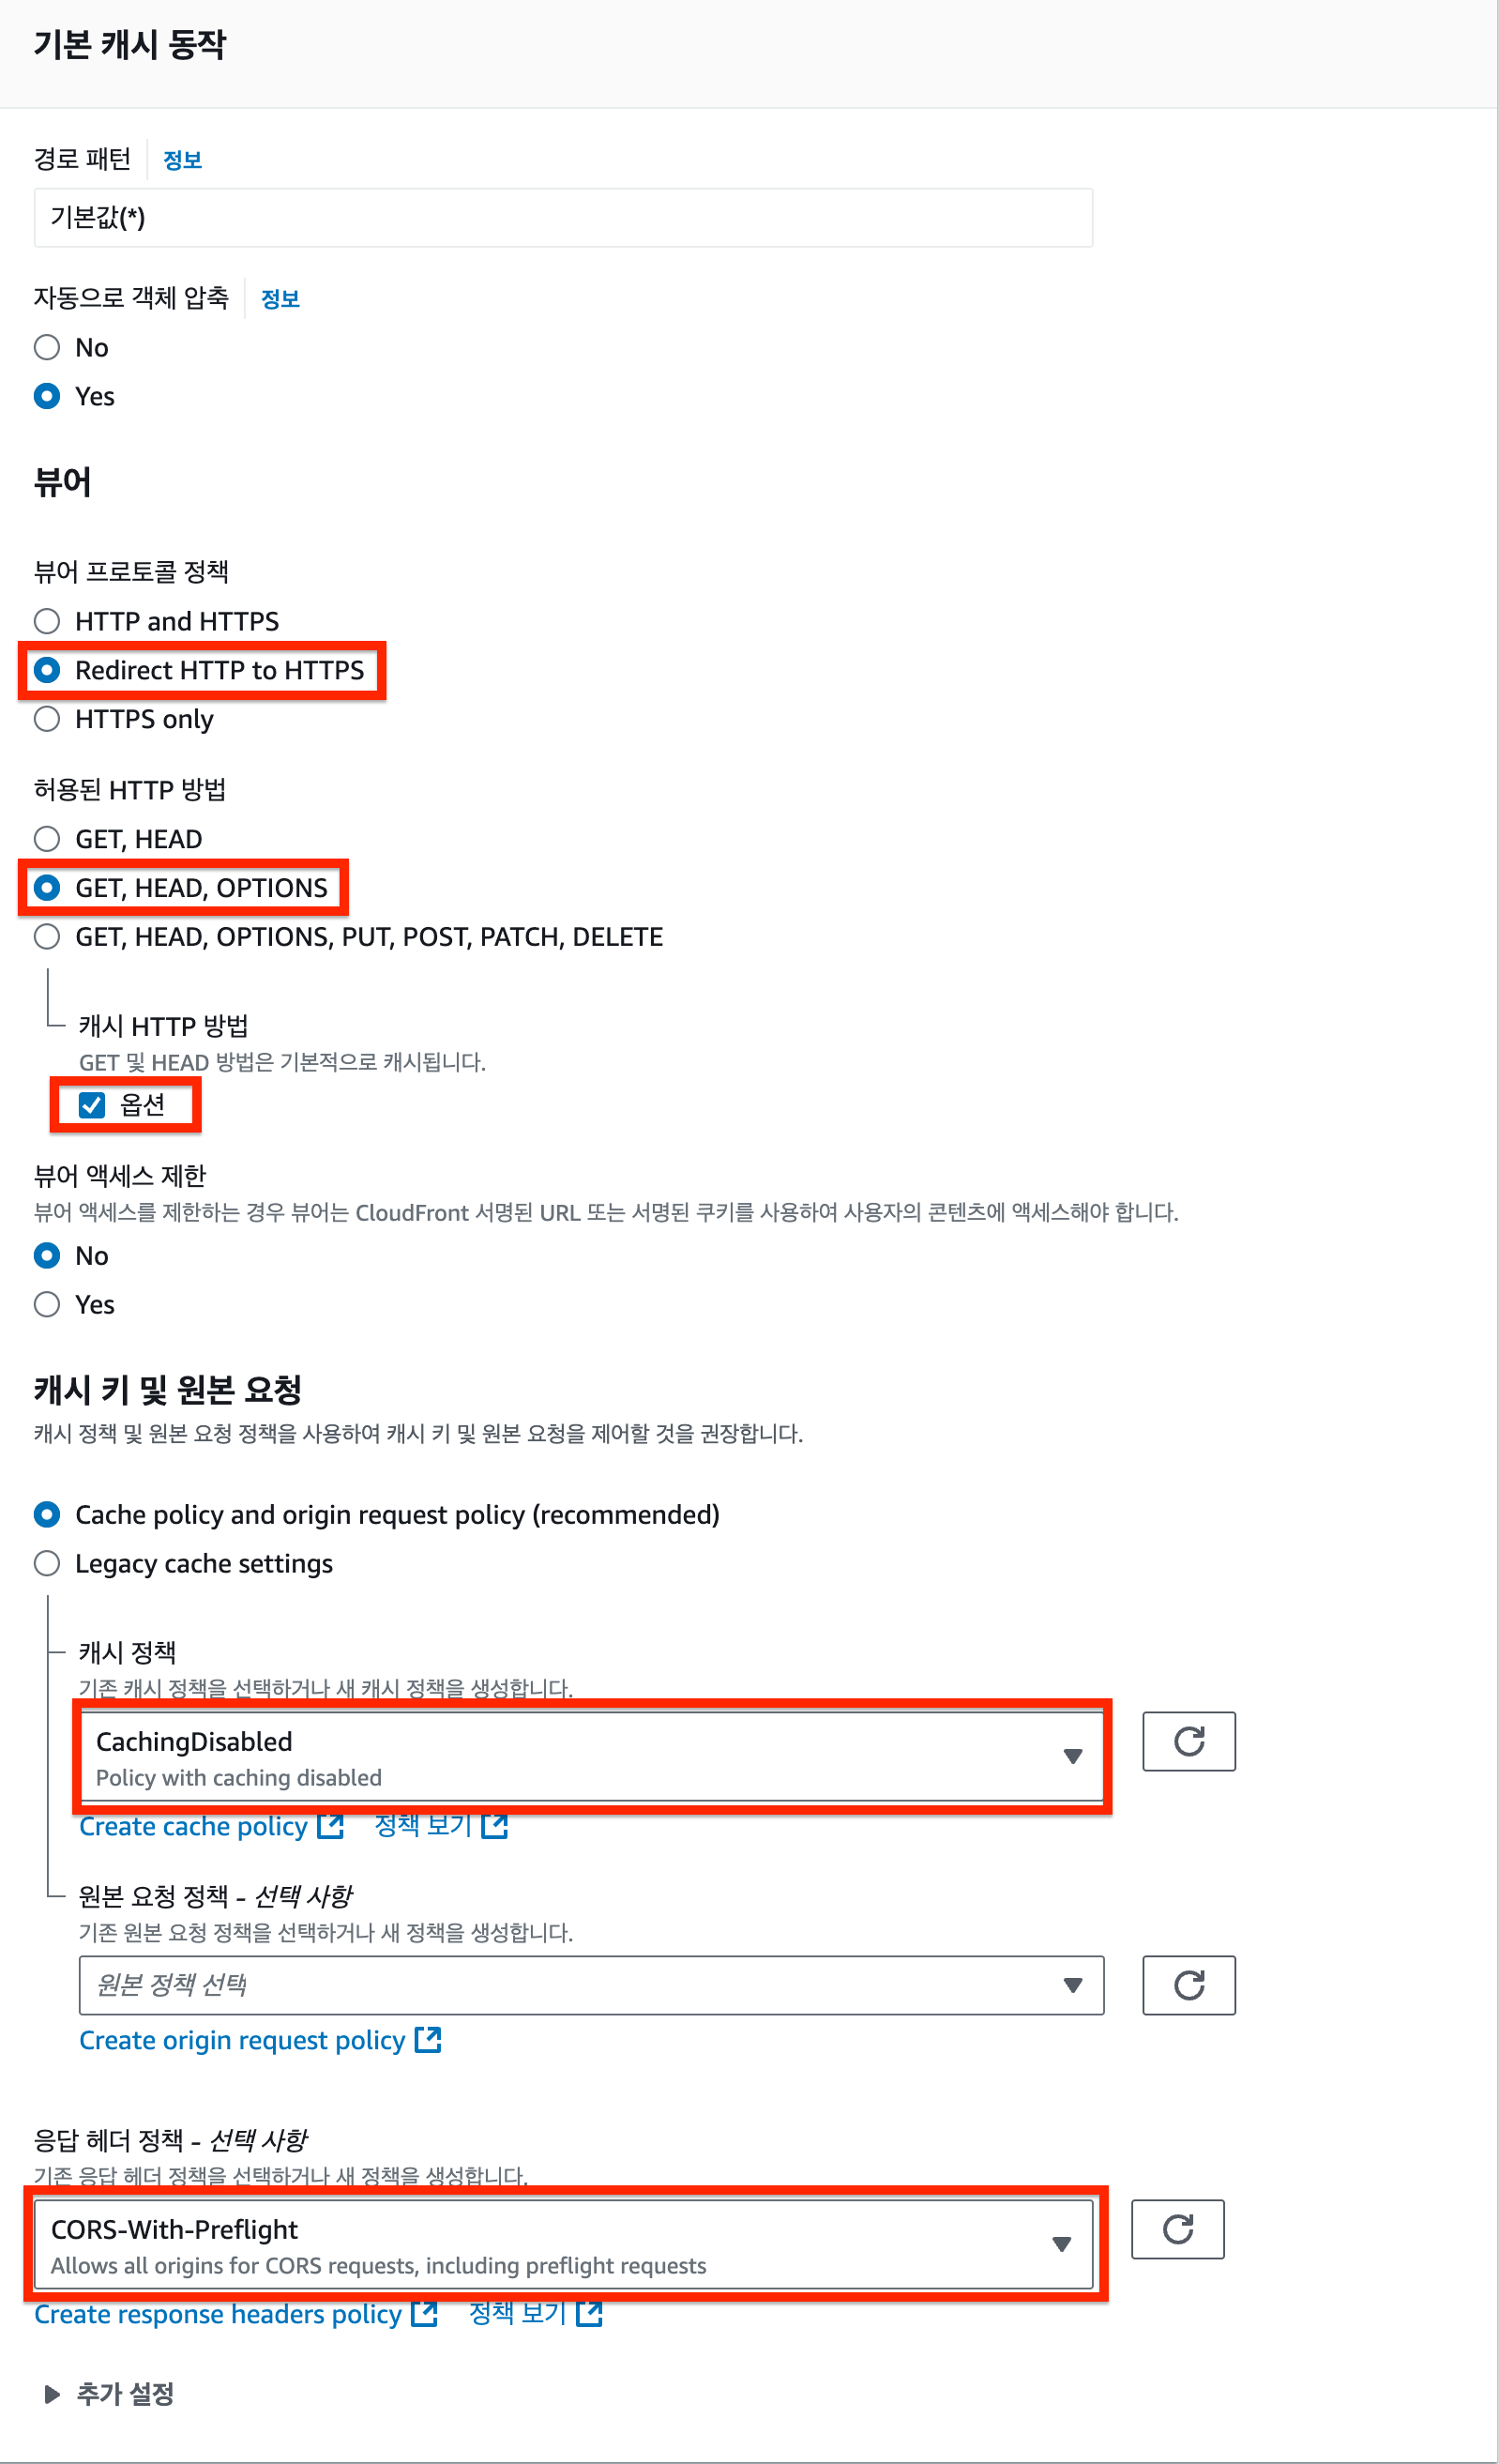 기본 캐시 동작
경로 패턴 정보
기본값(*)
자동으로 객체 압축 정보
No
Yes
뷰어
뷰어 프로토콜 정책
HTTP and HTTPS
Redirect HTTP to HTTPS
HTTPS only
허용된 HTTP 방법
GET, HEAD
GET, HEAD, OPTIONS
GET, HEAD, OPTIONS, PUT, POST, PATCH, DELETE
캐시 HTTP 방법
GET 및 HEAD 방법은 기본적으로 캐시됩니다.
옵션
뷰어 액세스 제한
뷰어 액세스를 제한하는 경우 뷰어는 CloudFront 서명된 URL 또는 서명된 쿠키를 사용하여 사용자의 콘텐츠에 액세스해야 합니다.
No
Yes
캐시 키 및 원본 요청
캐시 정책 및 원본 요청 정책을 사용하여 캐시 키 및 원본 요청을 제어할 것을 권장합니다.
Cache policy and origin request policy (recommended)
Legacy cache settings
캐시 정책
기존 캐시 정책을 선택하거나 새 캐시 정책을 생성합니다.
CachingDisabled
Policy with caching disabled
Create cache policy 정책 보기
원본 요청 정책 - 선택 사항
기존 원본 요청 정책을 선택하거나 새 정책을 생성합니다.
원본 정책 선택
Create origin request policy
응답 헤더 정책 - 선택 사항
기존 응답 헤더 정책을 선택하거나 새 정책을 생성합니다.
CORS-With-Preflight
Allows all origins for CORS requests, including preflight requests
Create response headers policy 정책 보기
추가 설정